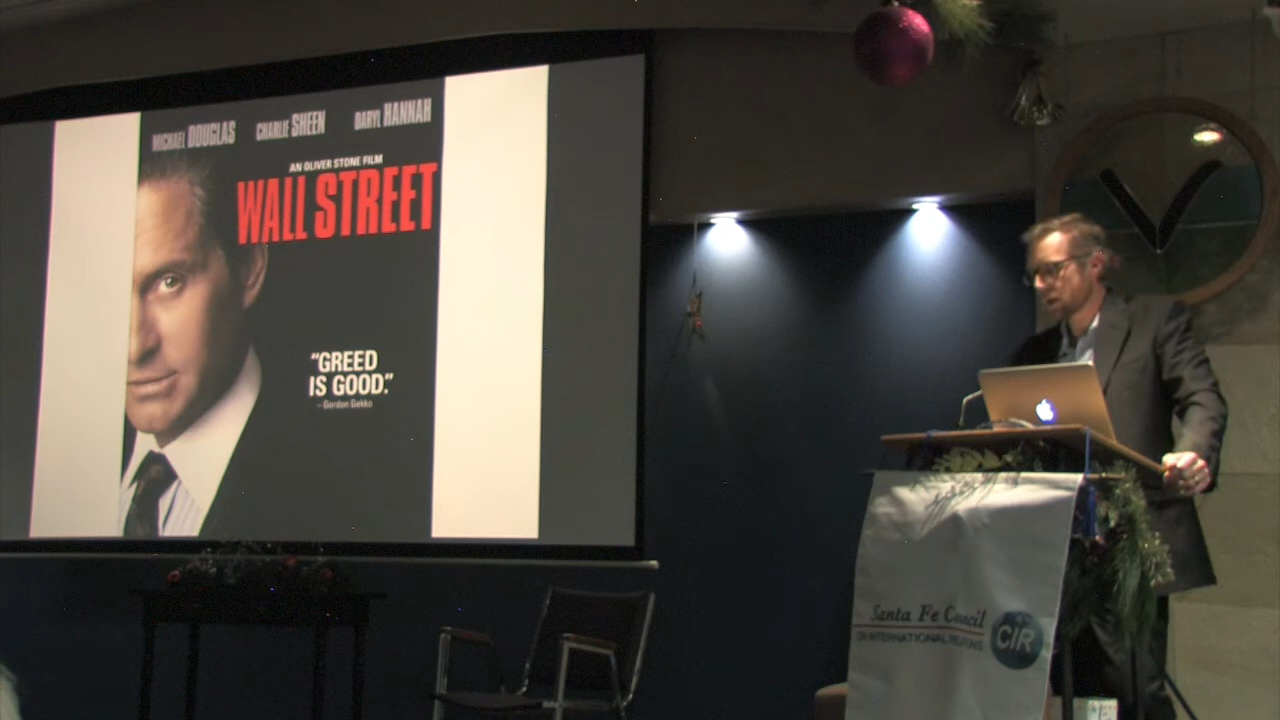 MICHAEL DOUGLAS CHARLIE SHEEN DARYL HANNAH
AN OLIVER STONE FILM
WALL STREET
“GREED
IS GOOD.”
– Gordon Gekko
Santa Fe Council
ON INTERNATIONAL RELATIONS
CIR